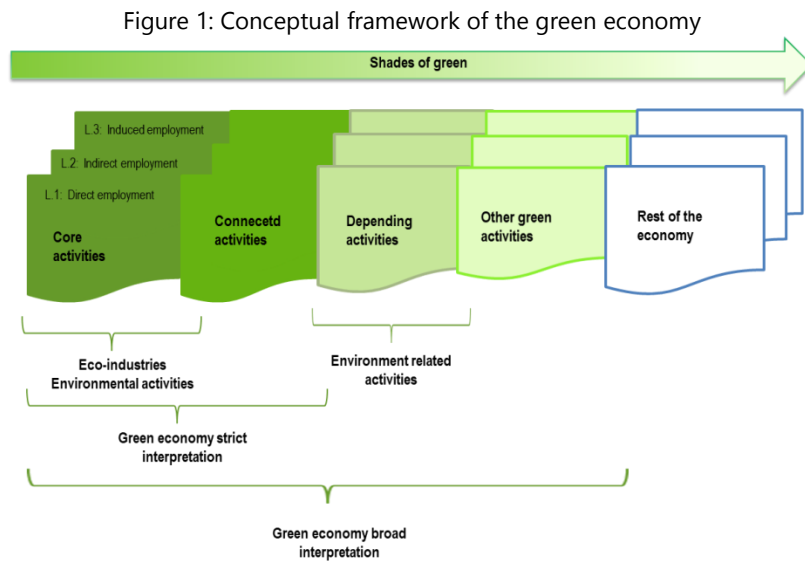 Figure 1: Conceptual framework of the green economy
Shades of green
L.3: Induced employment
L.2: Indirect employment
L.1: Direct employment
Core
activities
Connecetd
activities
Depending
activities
Other green
activities
Rest of the
economy
Eco-industries
Environmental activities
Environment related
activities
Green economy strict
interpretation
Green economy broad
interpretation